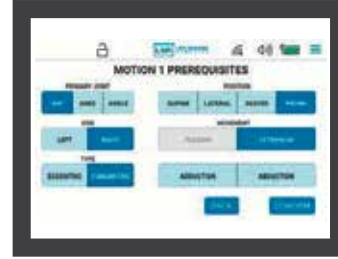 MOTION 1 PREREQUISITES
PRIMARY JOINT
POSITION
HIP KNEE ANKLE
SUPINE LATERAL SEATED PRONE
SIDE
MOVEMENT
LEFT RIGHT
FLEXION EXTENSION
TYPE
ECCENTRIC CONCENTRIC
ADDUCTION ABDUCTION
BACK CONFIRM